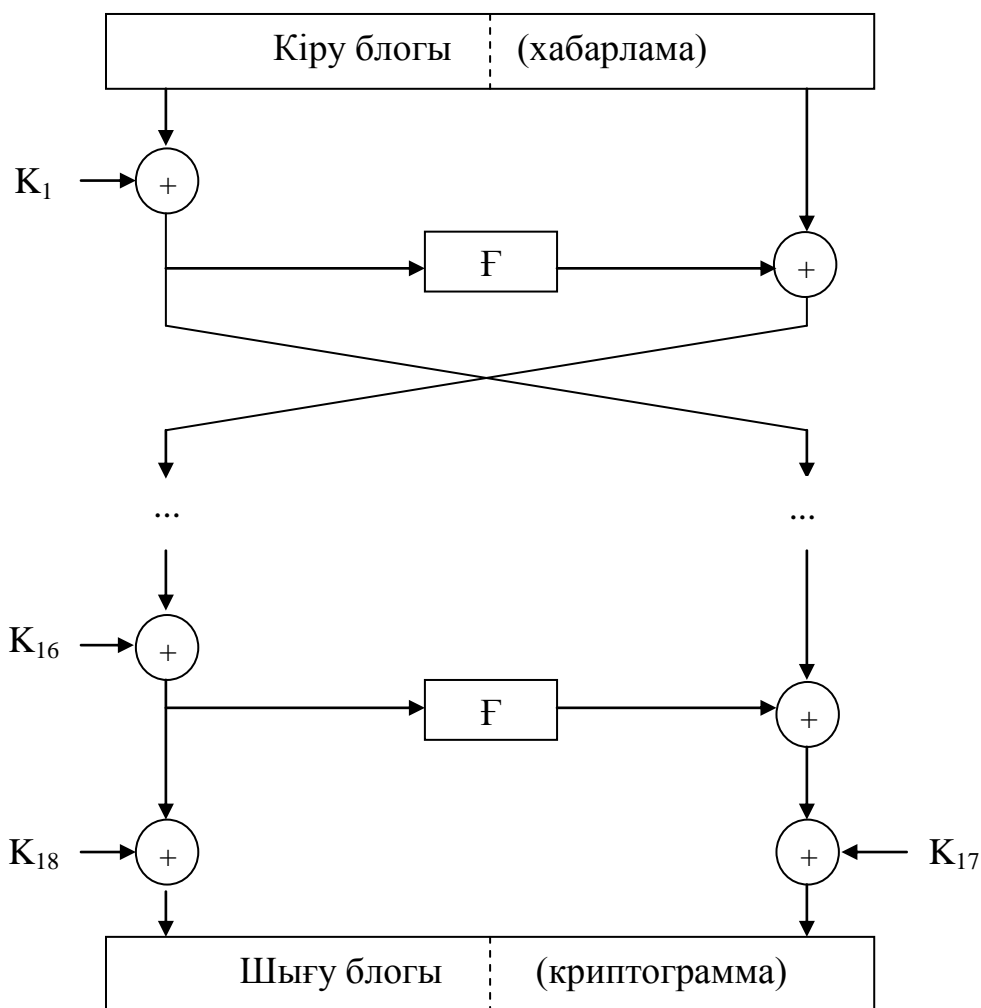 Кіру блогы (хабарлама)
K₁
+
Ғ
+
... ...
K₁₆
+
Ғ
+
K₁₈
+
+
K₁₇
Шығу блогы (криптограмма)